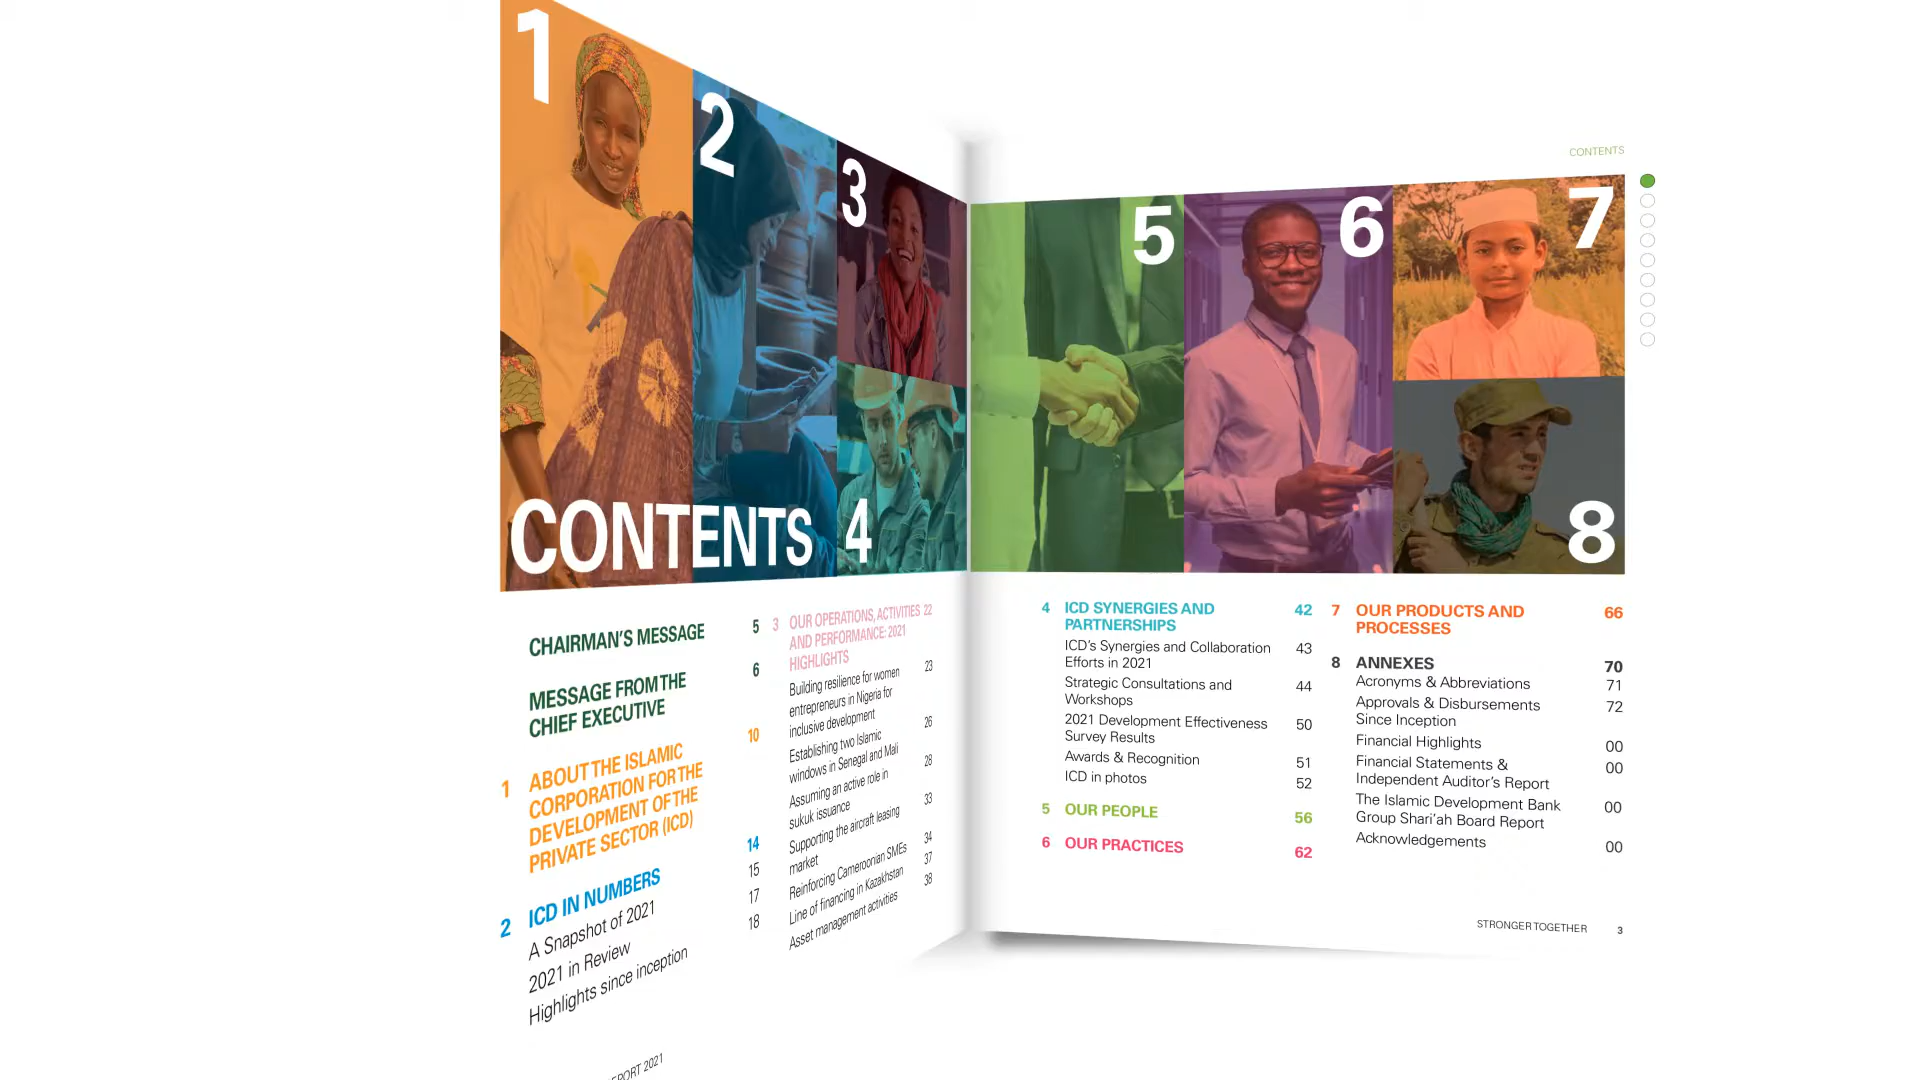 1
2
3
CONTENTS
4
CHAIRMAN'S MESSAGE 5
MESSAGE FROM THE 6
CHIEF EXECUTIVE
1 ABOUT THE ISLAMIC 10
CORPORATION FOR THE
DEVELOPMENT OF THE
PRIVATE SECTOR (ICD)
2 ICD IN NUMBERS 14
A Snapshot of 2021 15
2021 in Review 17
Highlights since inception 18
3 OUR OPERATIONS, ACTIVITIES 22
AND PERFORMANCE: 2021
HIGHLIGHTS
Building resilience for women 23
entrepreneurs in Nigeria for
inclusive development
Establishing two Islamic 26
windows in Senegal and Mali
Assuming an active role in 28
sukuk issuance
Supporting the aircraft leasing 33
market
Reinforcing Cameroonian SMEs 34
Line of financing in Kazakhstan 37
Asset management activities 38
2021
CONTENTS
5
6
7
8
4 ICD SYNERGIES AND 42
PARTNERSHIPS
ICD's Synergies and Collaboration 43
Efforts in 2021
Strategic Consultations and 44
Workshops
2021 Development Effectiveness 50
Survey Results
Awards & Recognition 51
ICD in photos 52
5 OUR PEOPLE 56
6 OUR PRACTICES 62
7 OUR PRODUCTS AND 66
PROCESSES
8 ANNEXES 70
Acronyms & Abbreviations 71
Approvals & Disbursements 72
Since Inception
Financial Highlights 00
Financial Statements & 00
Independent Auditor's Report
The Islamic Development Bank 00
Group Shari'ah Board Report
Acknowledgements 00
STRONGER TOGETHER 3